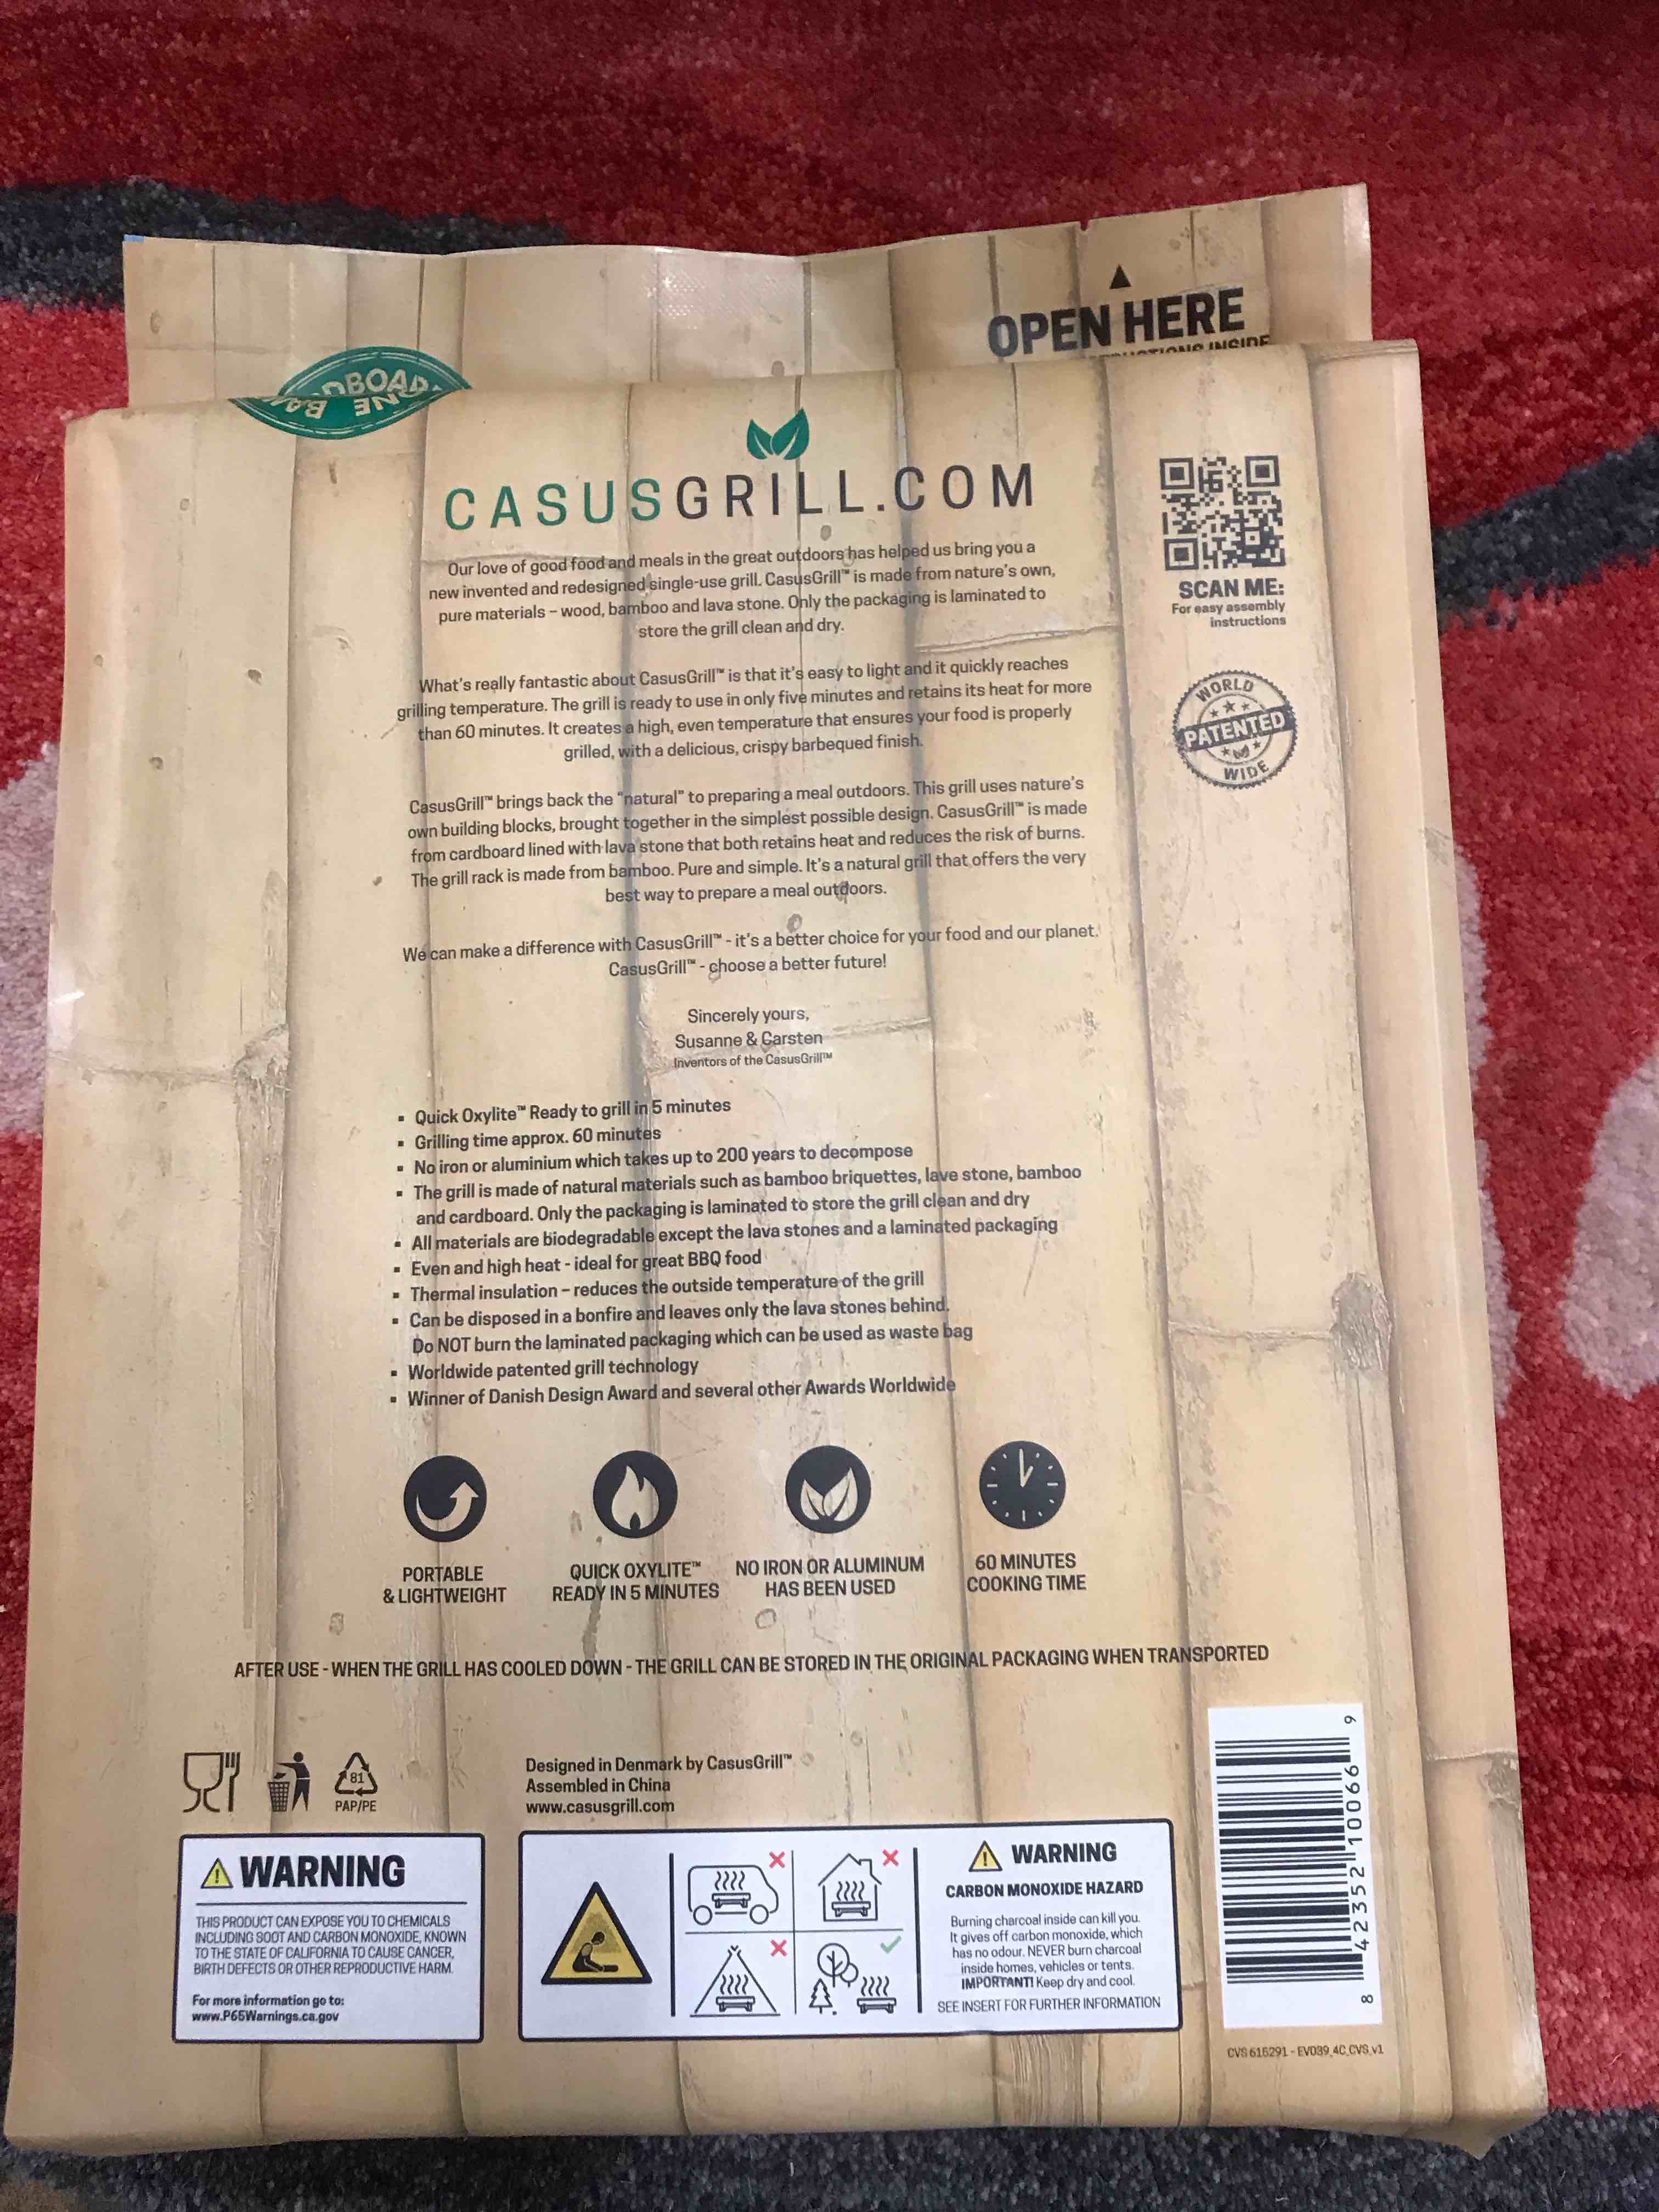 OPEN HERE
CTIONS INSIDE
CASUSGRILL.COM
Our love of good food and meals in the great outdoors has helped us bring you a
new invented and redesigned single-use grill. CasusGrill™ is made from nature's own,
pure materials – wood, bamboo and lava stone. Only the packaging is laminated to
store the grill clean and dry.
What's really fantastic about CasusGrill™ is that it's easy to light and it quickly reaches
grilling temperature. The grill is ready to use in only five minutes and retains its heat for more
than 60 minutes. It creates a high, even temperature that ensures your food is properly
grilled, with a delicious, crispy barbequed finish.
CasusGrill™ brings back the "natural" to preparing a meal outdoors. This grill uses nature's
own building blocks, brought together in the simplest possible design. CasusGrill™ is made
from cardboard lined with lava stone that both retains heat and reduces the risk of burns.
The grill rack is made from bamboo. Pure and simple. It's a natural grill that offers the very
best way to prepare a meal outdoors.
We can make a difference with CasusGrill™ - it's a better choice for your food and our planet.
CasusGrill™ - choose a better future!
Sincerely yours,
Susanne & Carsten
Inventors of the CasusGrill™
SCAN ME:
For easy assembly
instructions
WORLD
PATENTED
WIDE
▪ Quick Oxylite™ Ready to grill in 5 minutes
▪ Grilling time approx. 60 minutes
▪ No iron or aluminium which takes up to 200 years to decompose
▪ The grill is made of natural materials such as bamboo briquettes, lave stone, bamboo
and cardboard. Only the packaging is laminated to store the grill clean and dry
▪ All materials are biodegradable except the lava stones and a laminated packaging
▪ Even and high heat - ideal for great BBQ food
▪ Thermal insulation – reduces the outside temperature of the grill
▪ Can be disposed in a bonfire and leaves only the lava stones behind.
Do NOT burn the laminated packaging which can be used as waste bag
▪ Worldwide patented grill technology
▪ Winner of Danish Design Award and several other Awards Worldwide
PORTABLE
& LIGHTWEIGHT
QUICK OXYLITE™
READY IN 5 MINUTES
NO IRON OR ALUMINUM
HAS BEEN USED
60 MINUTES
COOKING TIME
AFTER USE - WHEN THE GRILL HAS COOLED DOWN - THE GRILL CAN BE STORED IN THE ORIGINAL PACKAGING WHEN TRANSPORTED
81
PAP/PE
Designed in Denmark by CasusGrill™
Assembled in China
www.casusgrill.com
WARNING
THIS PRODUCT CAN EXPOSE YOU TO CHEMICALS
INCLUDING SOOT AND CARBON MONOXIDE, KNOWN
TO THE STATE OF CALIFORNIA TO CAUSE CANCER,
BIRTH DEFECTS OR OTHER REPRODUCTIVE HARM.
For more information go to:
www.P65Warnings.ca.gov
WARNING
CARBON MONOXIDE HAZARD
Burning charcoal inside can kill you.
It gives off carbon monoxide, which
has no odour. NEVER burn charcoal
inside homes, vehicles or tents.
IMPORTANT! Keep dry and cool.
SEE INSERT FOR FURTHER INFORMATION
8 42352 10066 9
CVS 615291 - EV039_4C_CVS_v1